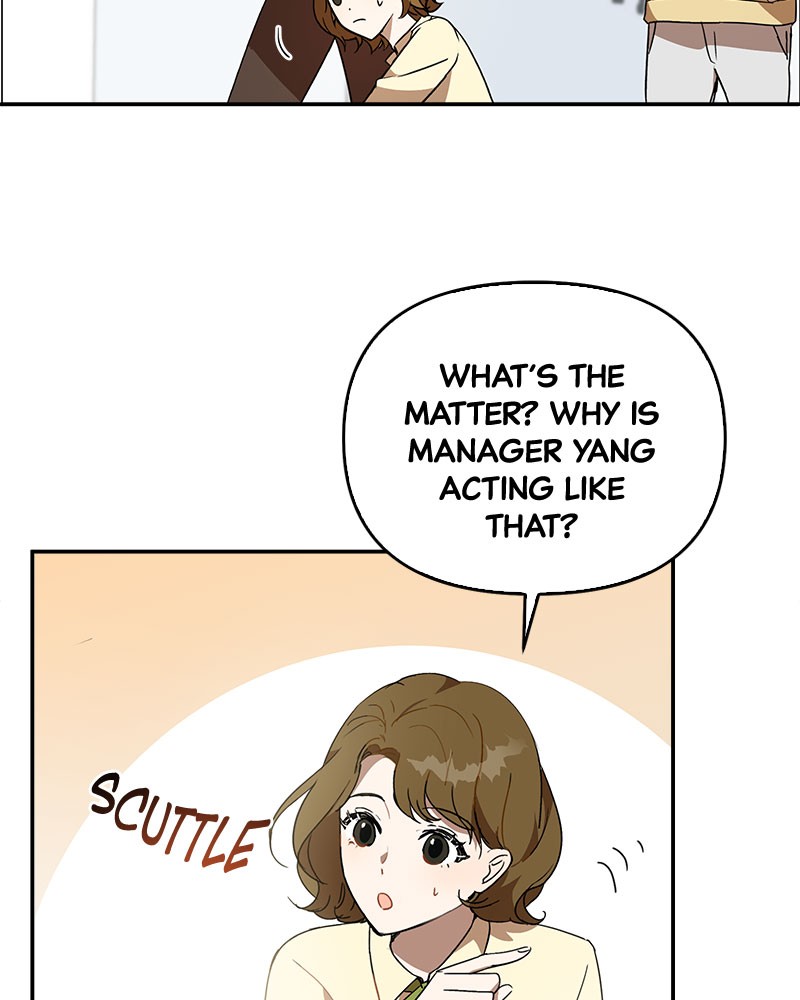 WHAT'S THE
MATTER? WHY IS
MANAGER YANG
ACTING LIKE
THAT?
SCUTTLE